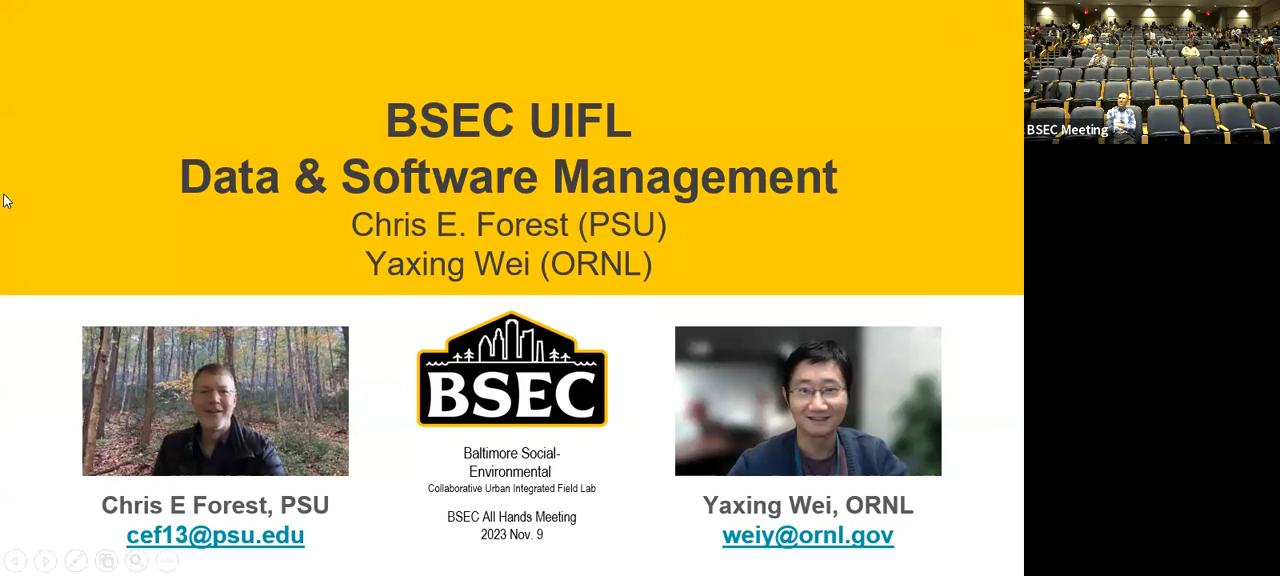 BSEC UIFL
Data & Software Management
Chris E. Forest (PSU)
Yaxing Wei (ORNL)
BSEC Meeting
BSEC
Baltimore Social-
Environmental
Collaborative Urban Integrated Field Lab
BSEC All Hands Meeting
2023 Nov. 9
Chris E Forest, PSU
cef13@psu.edu
Yaxing Wei, ORNL
weiy@ornl.gov